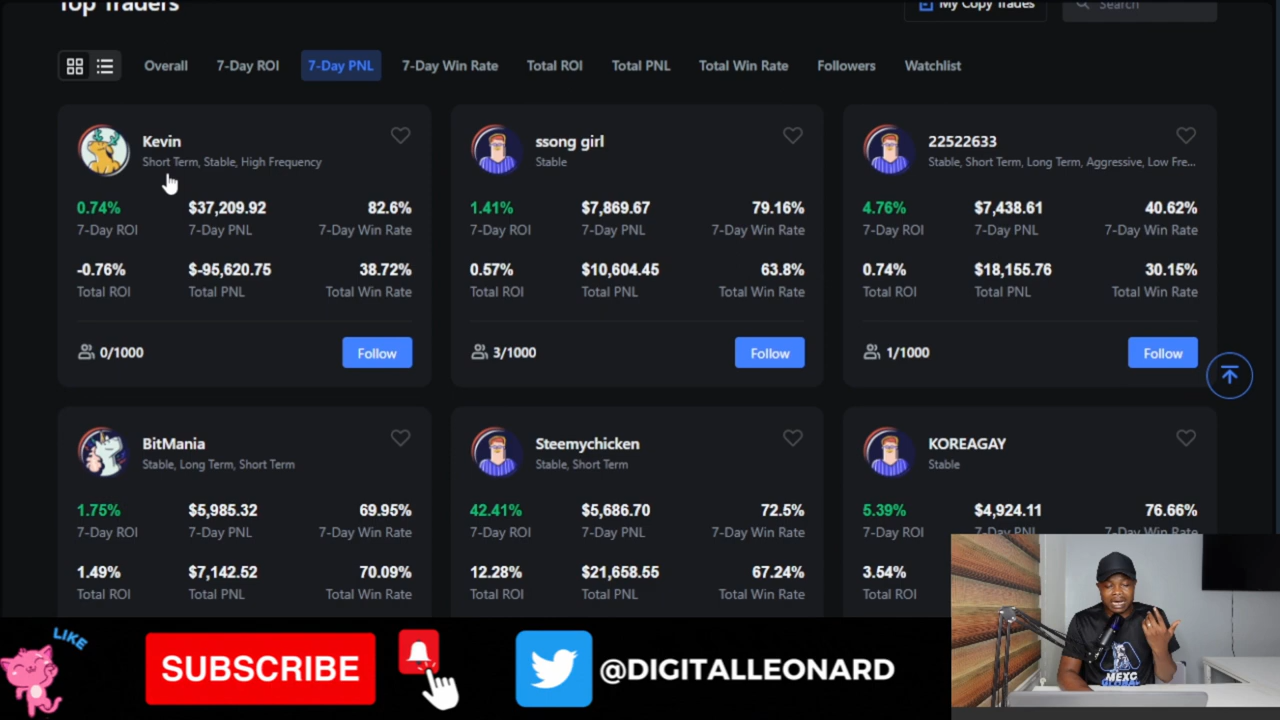 Top Traders
My Copy Trades
Search
Overall 7-Day ROI 7-Day PNL 7-Day Win Rate Total ROI Total PNL Total Win Rate Followers Watchlist
Kevin
Short Term, Stable, High Frequency
0.74% $37,209.92 82.6%
7-Day ROI 7-Day PNL 7-Day Win Rate
-0.76% $-95,620.75 38.72%
Total ROI Total PNL Total Win Rate
0/1000 Follow
ssong girl
Stable
1.41% $7,869.67 79.16%
7-Day ROI 7-Day PNL 7-Day Win Rate
0.57% $10,604.45 63.8%
Total ROI Total PNL Total Win Rate
3/1000 Follow
22522633
Stable, Short Term, Long Term, Aggressive, Low Fre...
4.76% $7,438.61 40.62%
7-Day ROI 7-Day PNL 7-Day Win Rate
0.74% $18,155.76 30.15%
Total ROI Total PNL Total Win Rate
1/1000 Follow
BitMania
Stable, Long Term, Short Term
1.75% $5,985.32 69.95%
7-Day ROI 7-Day PNL 7-Day Win Rate
1.49% $7,142.52 70.09%
Total ROI Total PNL Total Win Rate
Steemychicken
Stable, Short Term
42.41% $5,686.70 72.5%
7-Day ROI 7-Day PNL 7-Day Win Rate
12.28% $21,658.55 67.24%
Total ROI Total PNL Total Win Rate
KOREAGAY
Stable
5.39% $4,924.11 76.66%
7-Day ROI 7-Day PNL 7-Day Win Rate
3.54%
Total ROI
MEXC
GLOBAL
LIKE
SUBSCRIBE
@DIGITALLEONARD